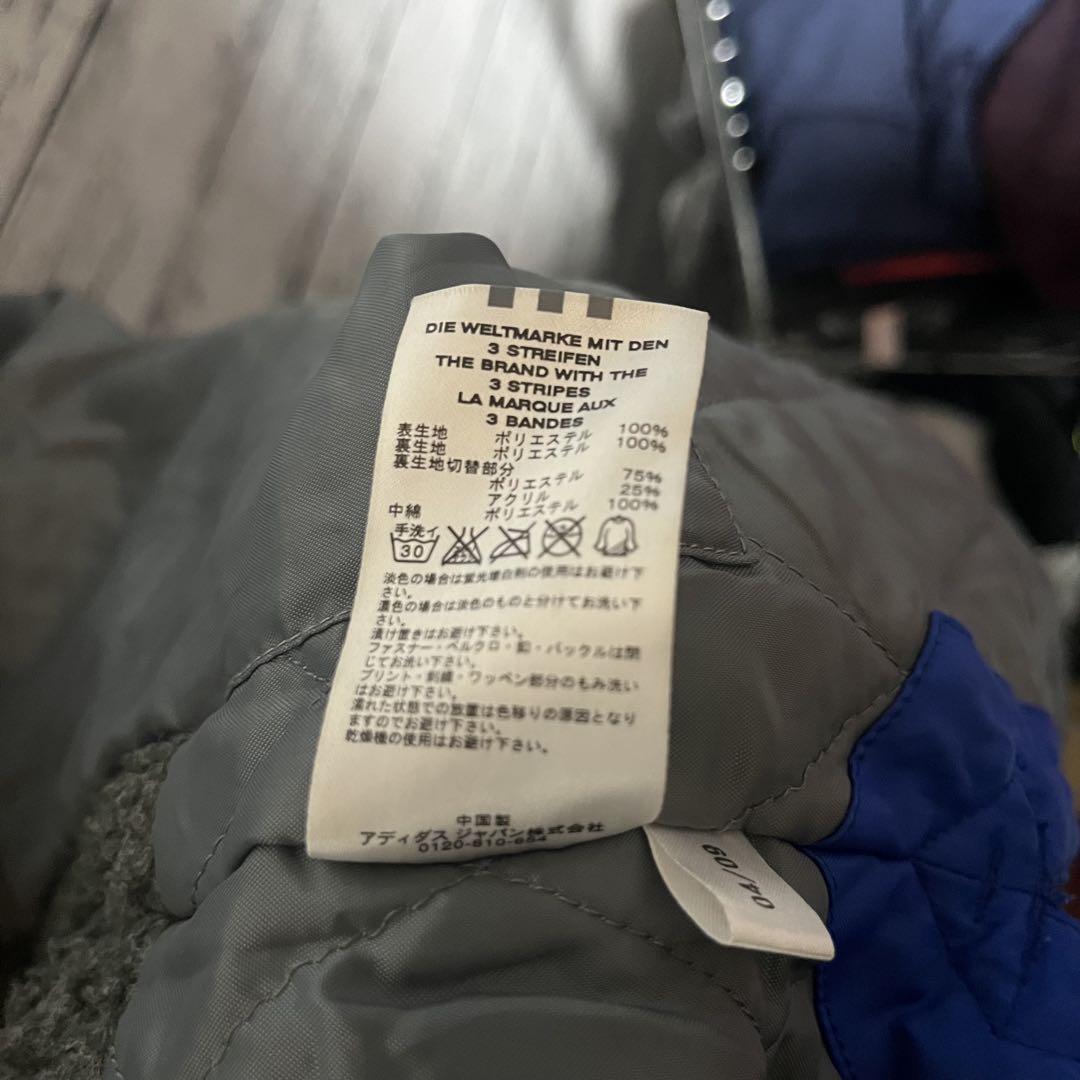 DIE WELTMARKE MIT DEN
3 STREIFEN
THE BRAND WITH THE
3 STRIPES
LA MARQUE AUX
3 BANDES
表生地 ポリエステル 100%
裏生地 ポリエステル 100%
裏生地切替部分
ポリエステル 75%
アクリル 25%
中綿 ポリエステル 100%
手洗イ
30
淡色の場合は蛍光増白剤の使用はお避け下
さい。
濃色の場合は淡色のものと分けてお洗い下
さい。
漬け置きはお避け下さい。
ファスナー・ベルクロ・釦・バックルは閉
じてお洗い下さい。
プリント・刺繍・ワッペン部分のもみ洗い
はお避け下さい。
濡れた状態での放置は色移りの原因となり
ますのでお避け下さい。
乾燥機の使用はお避け下さい。
中国製
アディダス ジャパン株式会社
0120-810-654
04/09